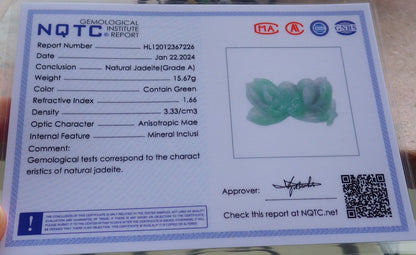 NQTC GEMOLOGICAL
INSTITUTE
REPORT
MA
CNAS
Report Number HL12012367226
Date Jan 22,2024
Conclusion Natural Jadeite(Grade A)
Weight 15.67g
Color Contain Green
Refractive Index 1.66
Density 3.33/cm3
Optic Character Anisotropic Mae
Internal Feature Mineral Inclusi
Comment:
Gemological tests correspond to the charact
eristics of natural jadeite.
Approver:
Check this report at NQTC.net